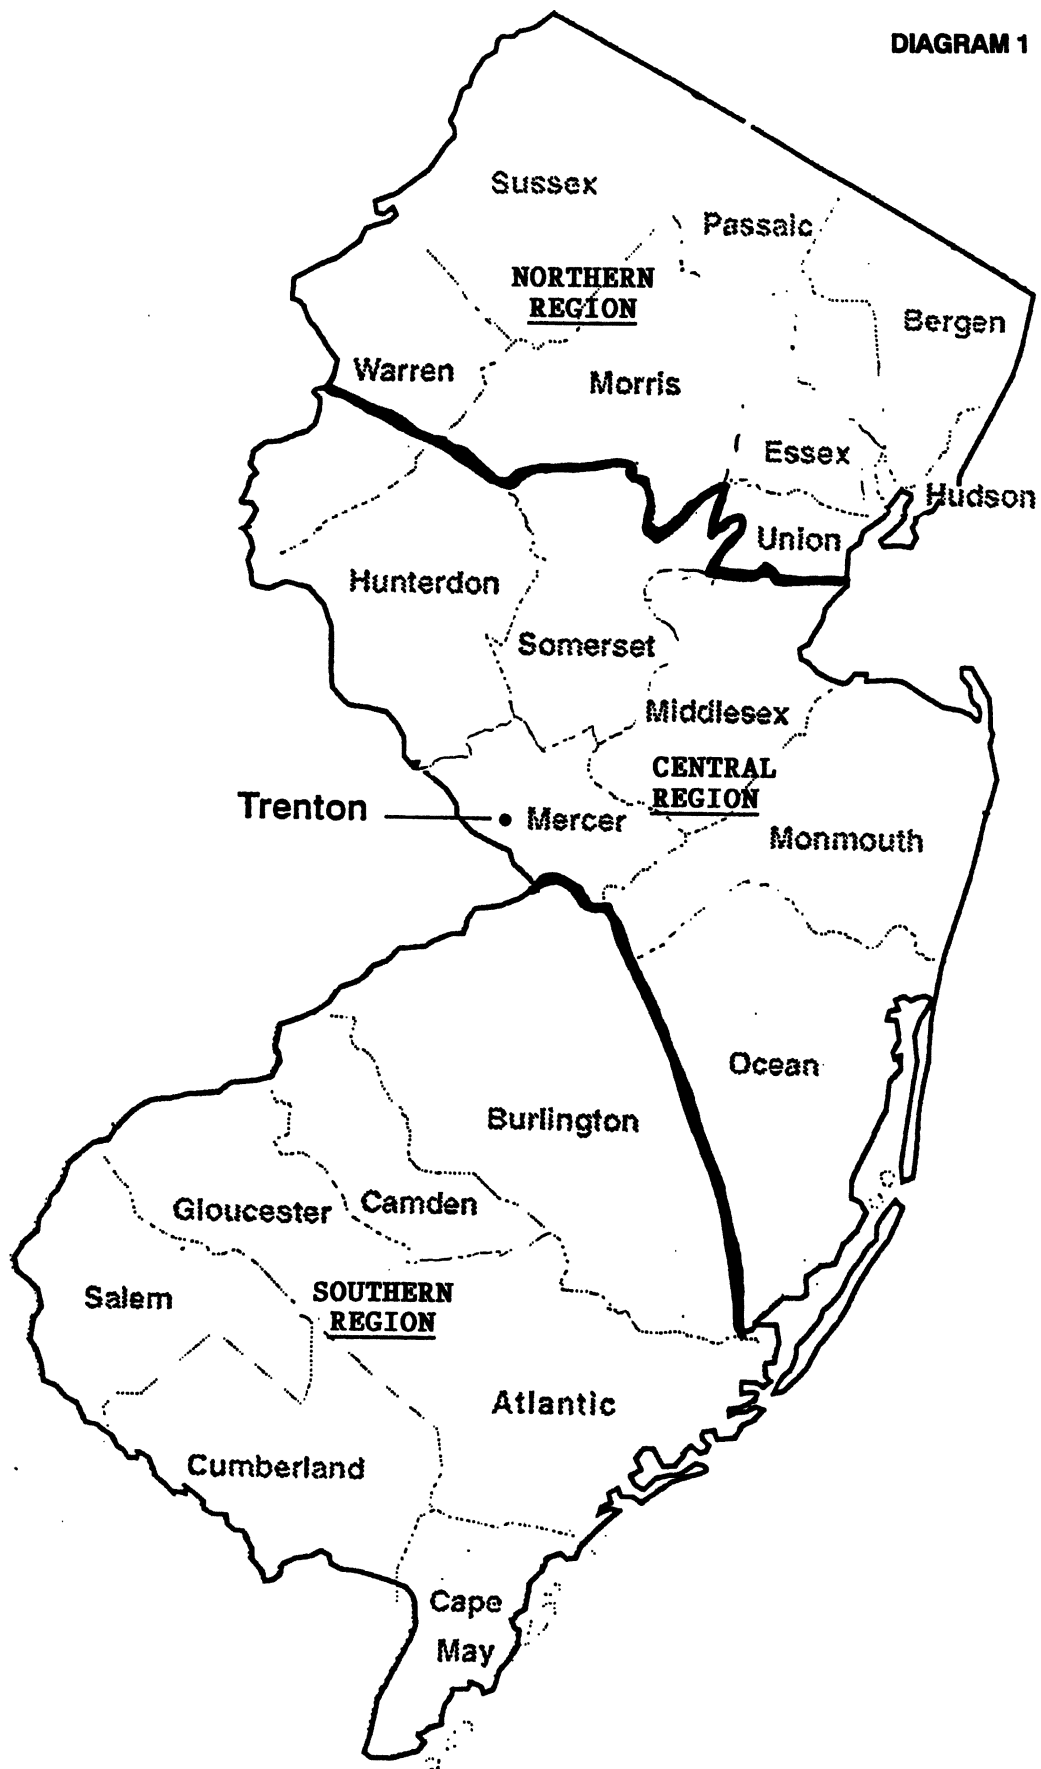 DIAGRAM 1
Sussex
Passaic
NORTHERN
REGION
Bergen
Warren
Morris
Essex
Hudson
Union
Hunterdon
Somerset
Middlesex
CENTRAL
REGION
Trenton
Mercer
Monmouth
Ocean
Burlington
Camden
Gloucester
Salem
SOUTHERN
REGION
Atlantic
Cumberland
Cape
May